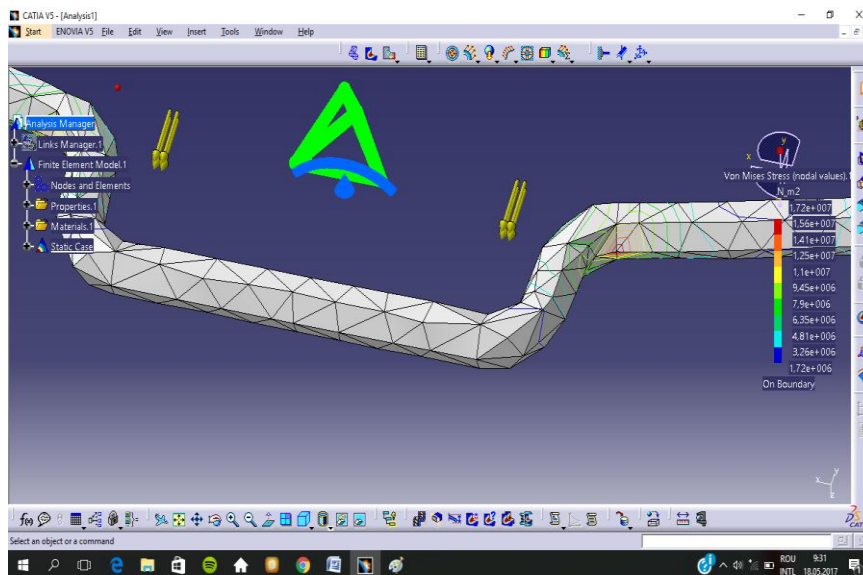 CATIA V5 - [Analysis1]
Start ENOVIA V5 File Edit View Insert Tools Window Help
Analysis Manager
Links Manager.1
Finite Element Model.1
Nodes and Elements
Properties.1
Materials.1
Static Case
y
x
Von Mises Stress (nodal values).1
N_m2
1,72e+007
1,56e+007
1,41e+007
1,25e+007
1,1e+007
9,45e+006
7,9e+006
6,35e+006
4,81e+006
3,26e+006
1,72e+006
On Boundary
x y
z
f(x)
CAT
Select an object or a command
ROU 9:31
INTL 18.05.2017